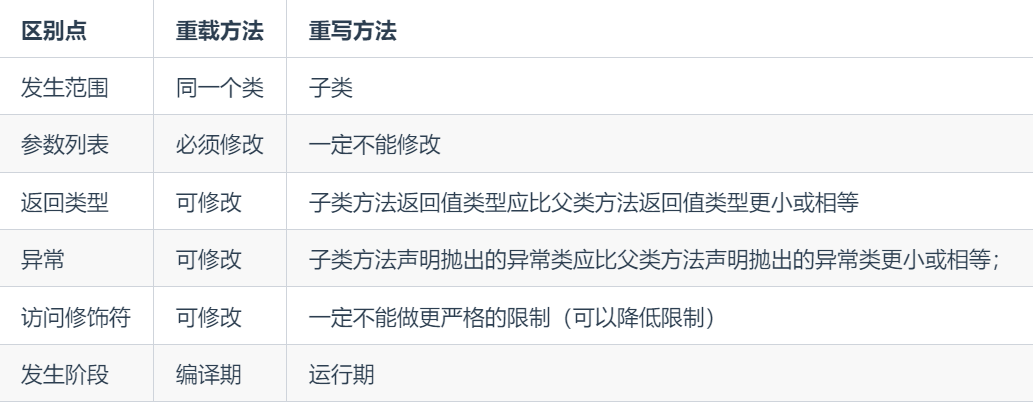 区别点 重载方法 重写方法
发生范围 同一个类 子类
参数列表 必须修改 一定不能修改
返回类型 可修改 子类方法返回值类型应比父类方法返回值类型更小或相等
异常 可修改 子类方法声明抛出的异常类应比父类方法声明抛出的异常类更小或相等；
访问修饰符 可修改 一定不能做更严格的限制（可以降低限制）
发生阶段 编译期 运行期